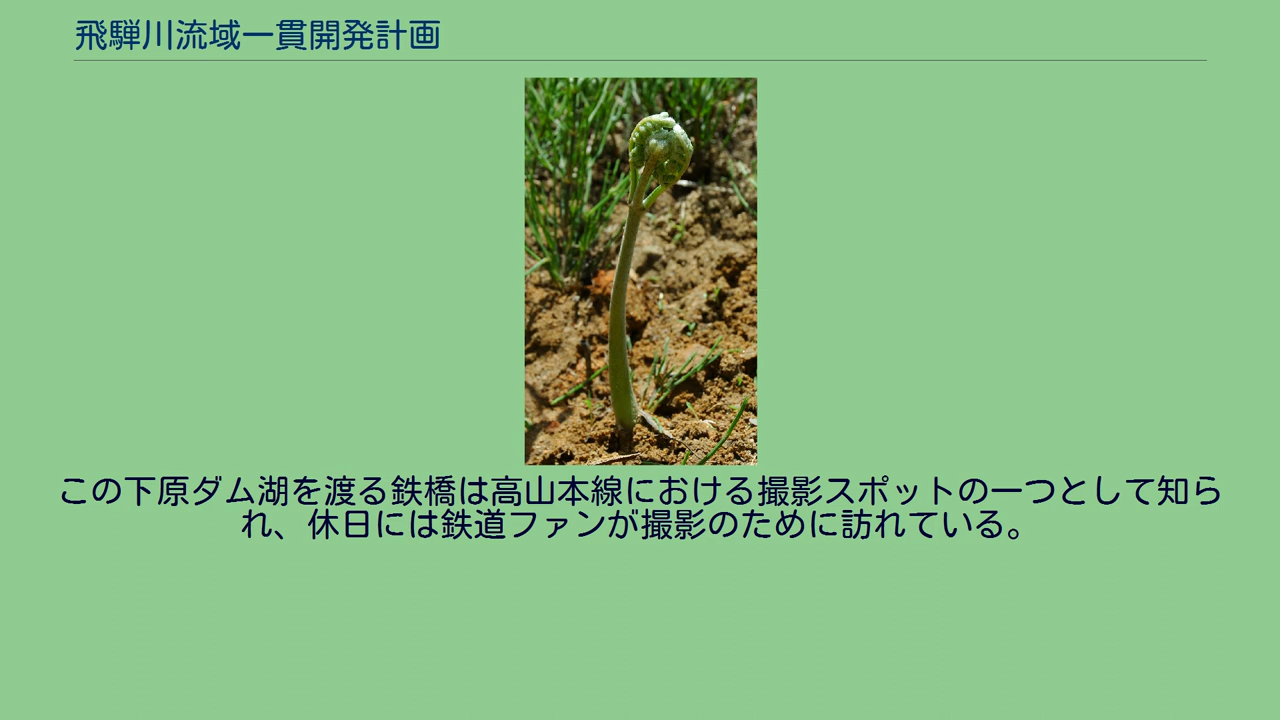 飛騨川流域一貫開発計画
この下原ダム湖を渡る鉄橋は高山本線における撮影スポットの一つとして知ら
れ、休日には鉄道ファンが撮影のために訪れている。